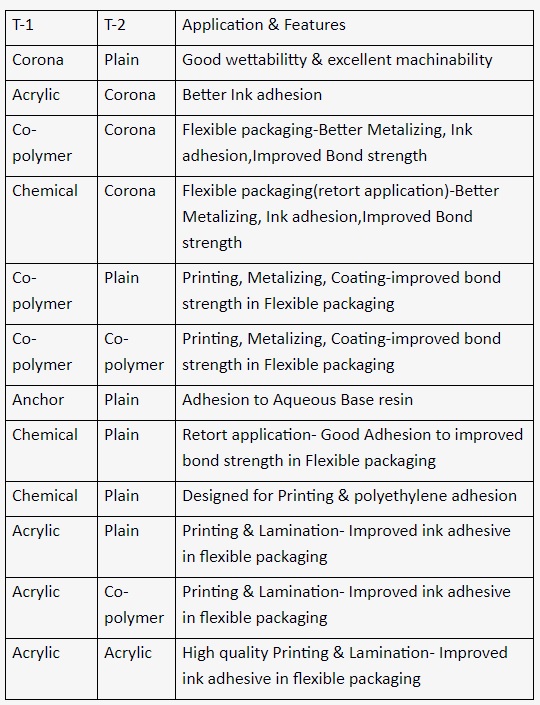 T-1 T-2 Application & Features
Corona Plain Good wettabilitty & excellent machinability
Acrylic Corona Better Ink adhesion
Co-polymer Corona Flexible packaging-Better Metalizing, Ink
adhesion,Improved Bond strength
Chemical Corona Flexible packaging(retort application)-Better
Metalizing, Ink adhesion,Improved Bond
strength
Co-polymer Plain Printing, Metalizing, Coating-improved bond
strength in Flexible packaging
Co-polymer Co-polymer Printing, Metalizing, Coating-improved bond
strength in Flexible packaging
Anchor Plain Adhesion to Aqueous Base resin
Chemical Plain Retort application- Good Adhesion to improved
bond strength in Flexible packaging
Chemical Plain Designed for Printing & polyethylene adhesion
Acrylic Plain Printing & Lamination- Improved ink adhesive
in flexible packaging
Acrylic Co-polymer Printing & Lamination- Improved ink adhesive
in flexible packaging
Acrylic Acrylic High quality Printing & Lamination- Improved
ink adhesive in flexible packaging